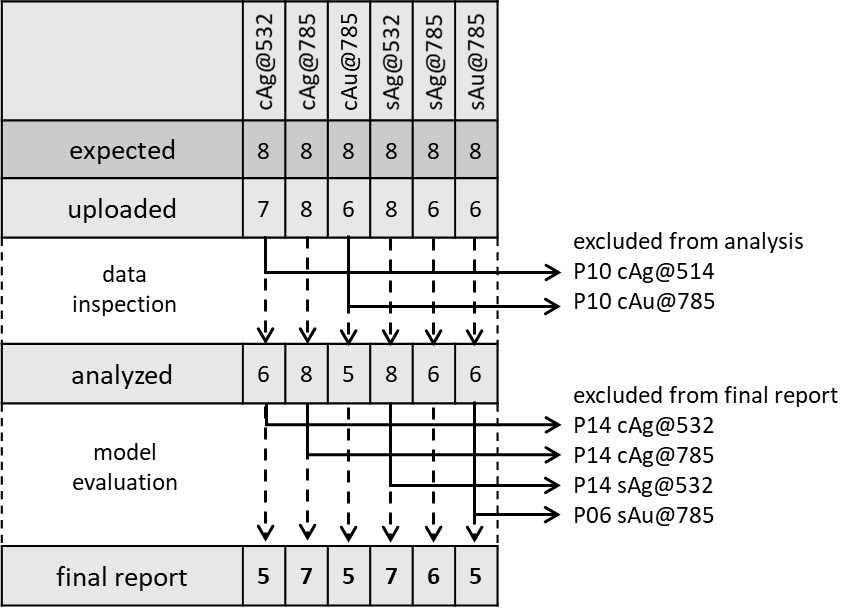 cAg@532 cAg@785 cAu@785 sAg@532 sAg@785 sAu@785
expected 8 8 8 8 8 8
uploaded 7 8 6 8 6 6
data
inspection
excluded from analysis
P10 cAg@514
P10 cAu@785
analyzed 6 8 5 8 6 6
model
evaluation
excluded from final report
P14 cAg@532
P14 cAg@785
P14 sAg@532
P06 sAu@785
final report 5 7 5 7 6 5